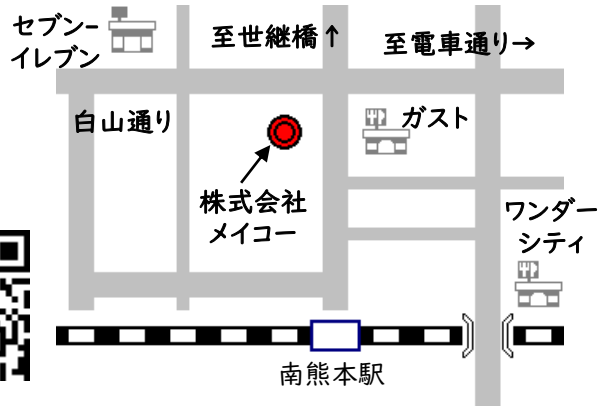 セブン-
イレブン
至世継橋↑
至電車通り→
白山通り
ガスト
株式会社
メイコー
ワンダー
シティ
南熊本駅